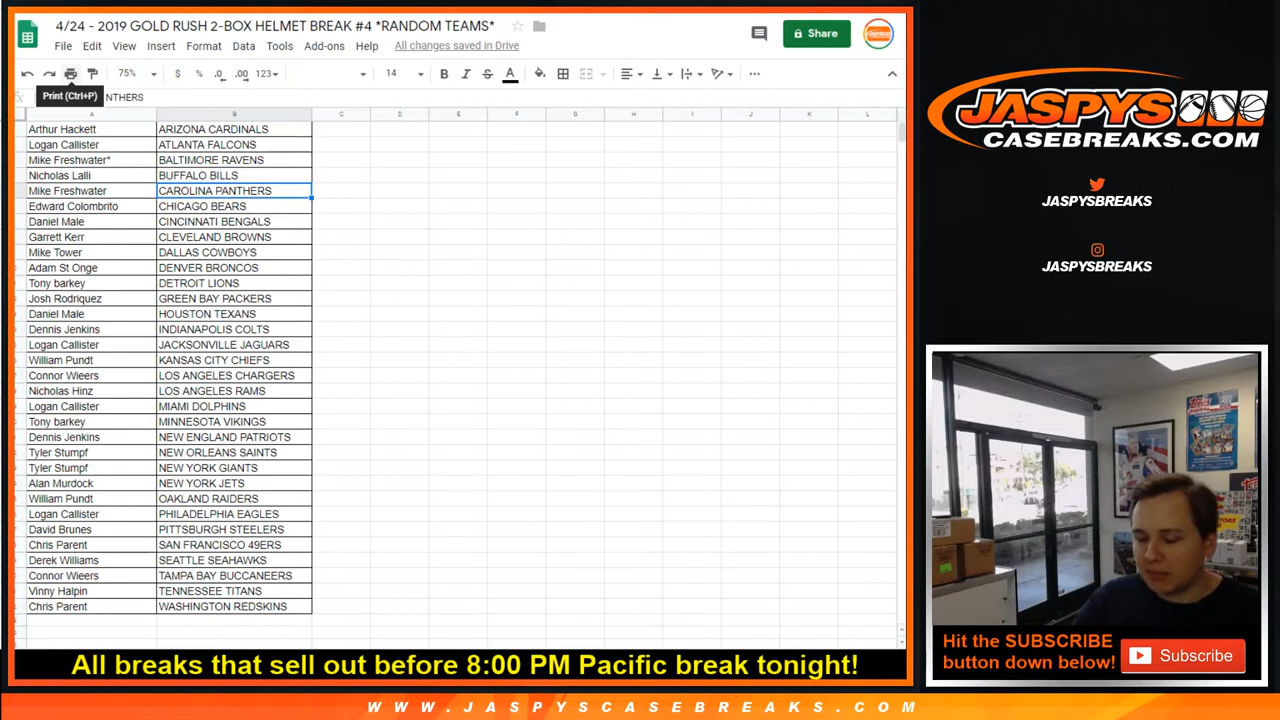 4/24 - 2019 GOLD RUSH 2-BOX HELMET BREAK #4 *RANDOM TEAMS*
File Edit View Insert Format Data Tools Add-ons Help All changes saved in Drive
Share
75% $ % .0 .00 123 14 B I S A
Print (Ctrl+P) NTHERS
A B C D E F G H I J K L
Arthur Hackett ARIZONA CARDINALS
Logan Callister ATLANTA FALCONS
Mike Freshwater* BALTIMORE RAVENS
Nicholas Lalli BUFFALO BILLS
Mike Freshwater CAROLINA PANTHERS
Edward Colombrito CHICAGO BEARS
Daniel Male CINCINNATI BENGALS
Garrett Kerr CLEVELAND BROWNS
Mike Tower DALLAS COWBOYS
Adam St Onge DENVER BRONCOS
Tony barkey DETROIT LIONS
Josh Rodriquez GREEN BAY PACKERS
Daniel Male HOUSTON TEXANS
Dennis Jenkins INDIANAPOLIS COLTS
Logan Callister JACKSONVILLE JAGUARS
William Pundt KANSAS CITY CHIEFS
Connor Wieers LOS ANGELES CHARGERS
Nicholas Hinz LOS ANGELES RAMS
Logan Callister MIAMI DOLPHINS
Tony barkey MINNESOTA VIKINGS
Dennis Jenkins NEW ENGLAND PATRIOTS
Tyler Stumpf NEW ORLEANS SAINTS
Tyler Stumpf NEW YORK GIANTS
Alan Murdock NEW YORK JETS
William Pundt OAKLAND RAIDERS
Logan Callister PHILADELPHIA EAGLES
David Brunes PITTSBURGH STEELERS
Chris Parent SAN FRANCISCO 49ERS
Derek Williams SEATTLE SEAHAWKS
Connor Wieers TAMPA BAY BUCCANEERS
Vinny Halpin TENNESSEE TITANS
Chris Parent WASHINGTON REDSKINS
JASPYS
CASEBREAKS.COM
JASPYSBREAKS
JASPYSBREAKS
Topps
Hit the SUBSCRIBE
button down below!
Subscribe
All breaks that sell out before 8:00 PM Pacific break tonight!
WWW.JASPYSCASEBREAKS.COM